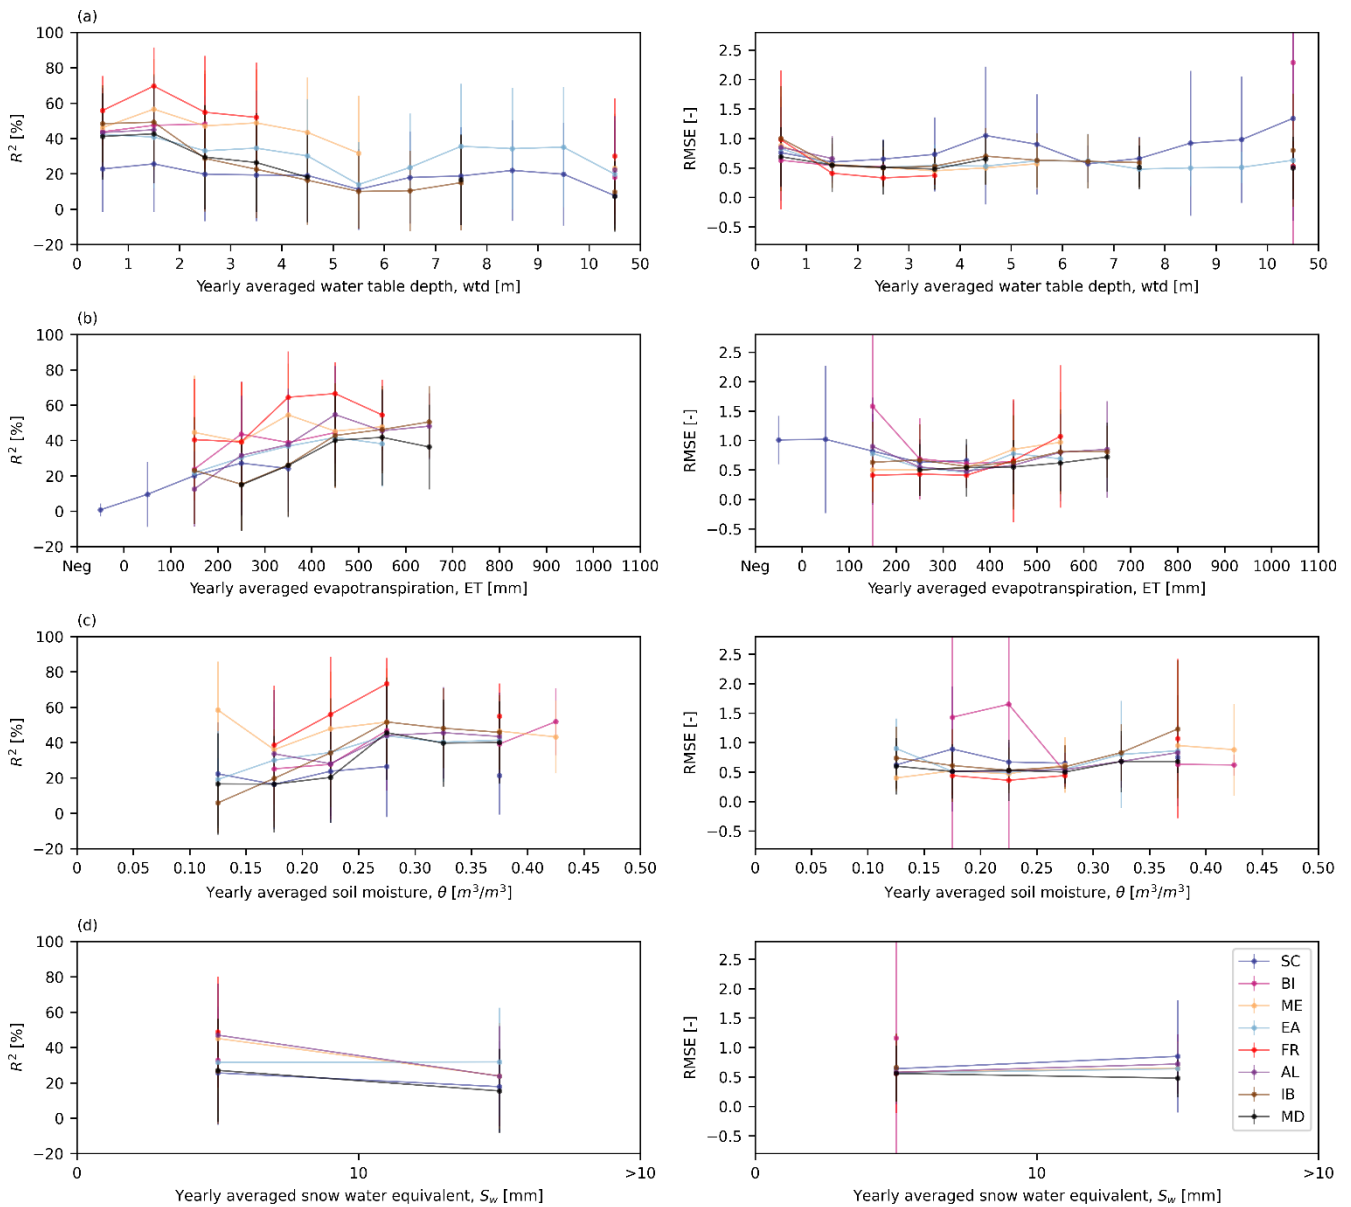 (a)
100
80
60
40
20
0
−20
R² [%]
0 1 2 3 4 5 6 7 8 9 10 50
Yearly averaged water table depth, wtd [m]
2.5
2.0
1.5
1.0
0.5
0.0
−0.5
RMSE [-]
0 1 2 3 4 5 6 7 8 9 10 50
Yearly averaged water table depth, wtd [m]
(b)
100
80
60
40
20
0
−20
R² [%]
Neg 0 100 200 300 400 500 600 700 800 900 1000 1100
Yearly averaged evapotranspiration, ET [mm]
2.5
2.0
1.5
1.0
0.5
0.0
−0.5
RMSE [-]
Neg 0 100 200 300 400 500 600 700 800 900 1000 1100
Yearly averaged evapotranspiration, ET [mm]
(c)
100
80
60
40
20
0
−20
R² [%]
0 0.05 0.10 0.15 0.20 0.25 0.30 0.35 0.40 0.45 0.50
Yearly averaged soil moisture, θ [m³/m³]
2.5
2.0
1.5
1.0
0.5
0.0
−0.5
RMSE [-]
0 0.05 0.10 0.15 0.20 0.25 0.30 0.35 0.40 0.45 0.50
Yearly averaged soil moisture, θ [m³/m³]
(d)
100
80
60
40
20
0
−20
R² [%]
0 10 >10
Yearly averaged snow water equivalent, S_w [mm]
2.5
2.0
1.5
1.0
0.5
0.0
−0.5
RMSE [-]
0 10 >10
Yearly averaged snow water equivalent, S_w [mm]
SC
BI
ME
EA
FR
AL
IB
MD